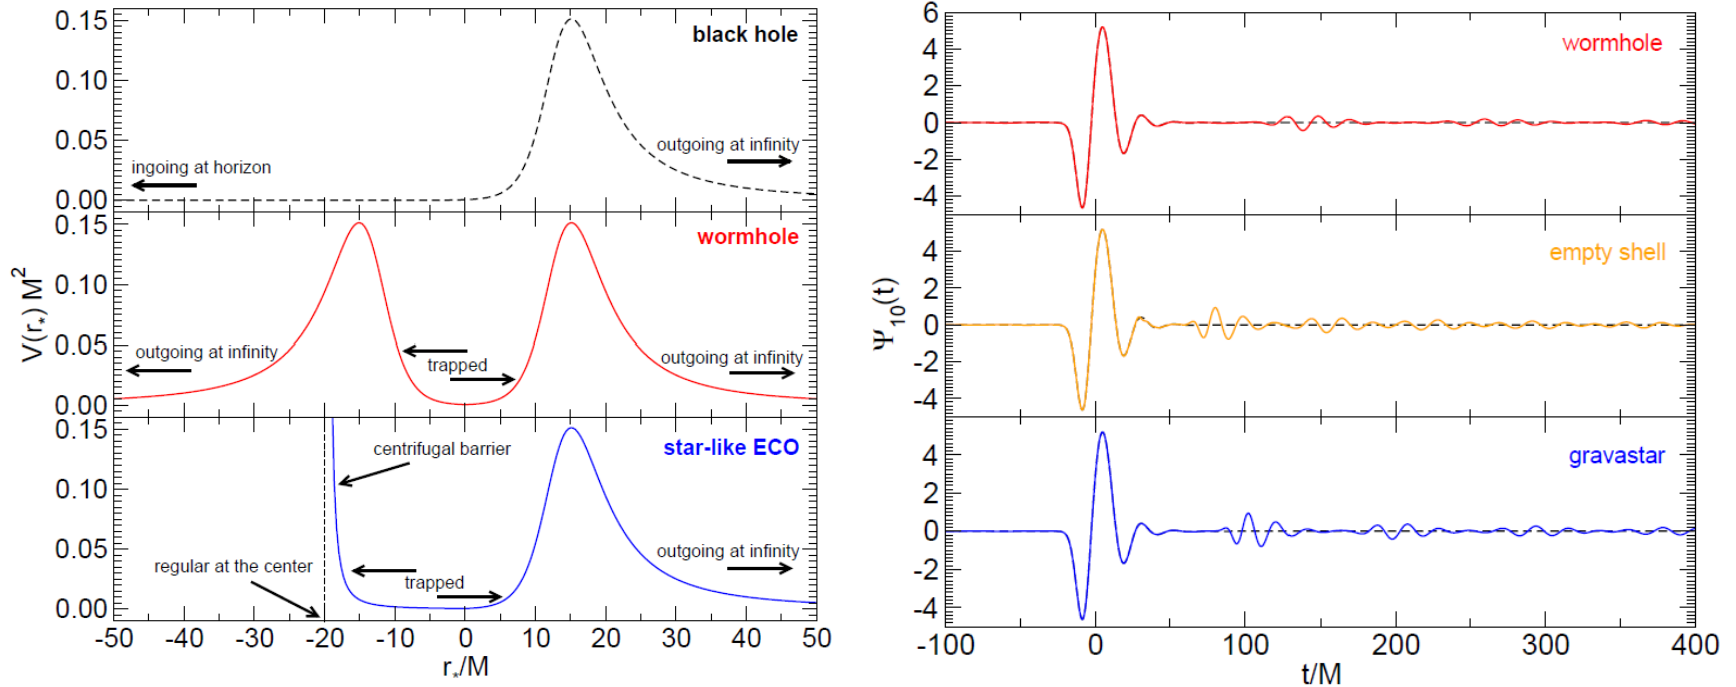 0.15
0.10
0.05
0.00
black hole
ingoing at horizon
outgoing at infinity
0.15
0.10
0.05
0.00
wormhole
outgoing at infinity
trapped
outgoing at infinity
V(r*) M²
0.15
0.10
0.05
0.00
star-like ECO
centrifugal barrier
regular at the center
trapped
outgoing at infinity
-50 -40 -30 -20 -10 0 10 20 30 40 50
r*/M
6
4
2
0
-2
-4
wormhole
4
2
0
-2
-4
empty shell
Ψ10(t)
4
2
0
-2
-4
gravastar
-100 0 100 200 300 400
t/M